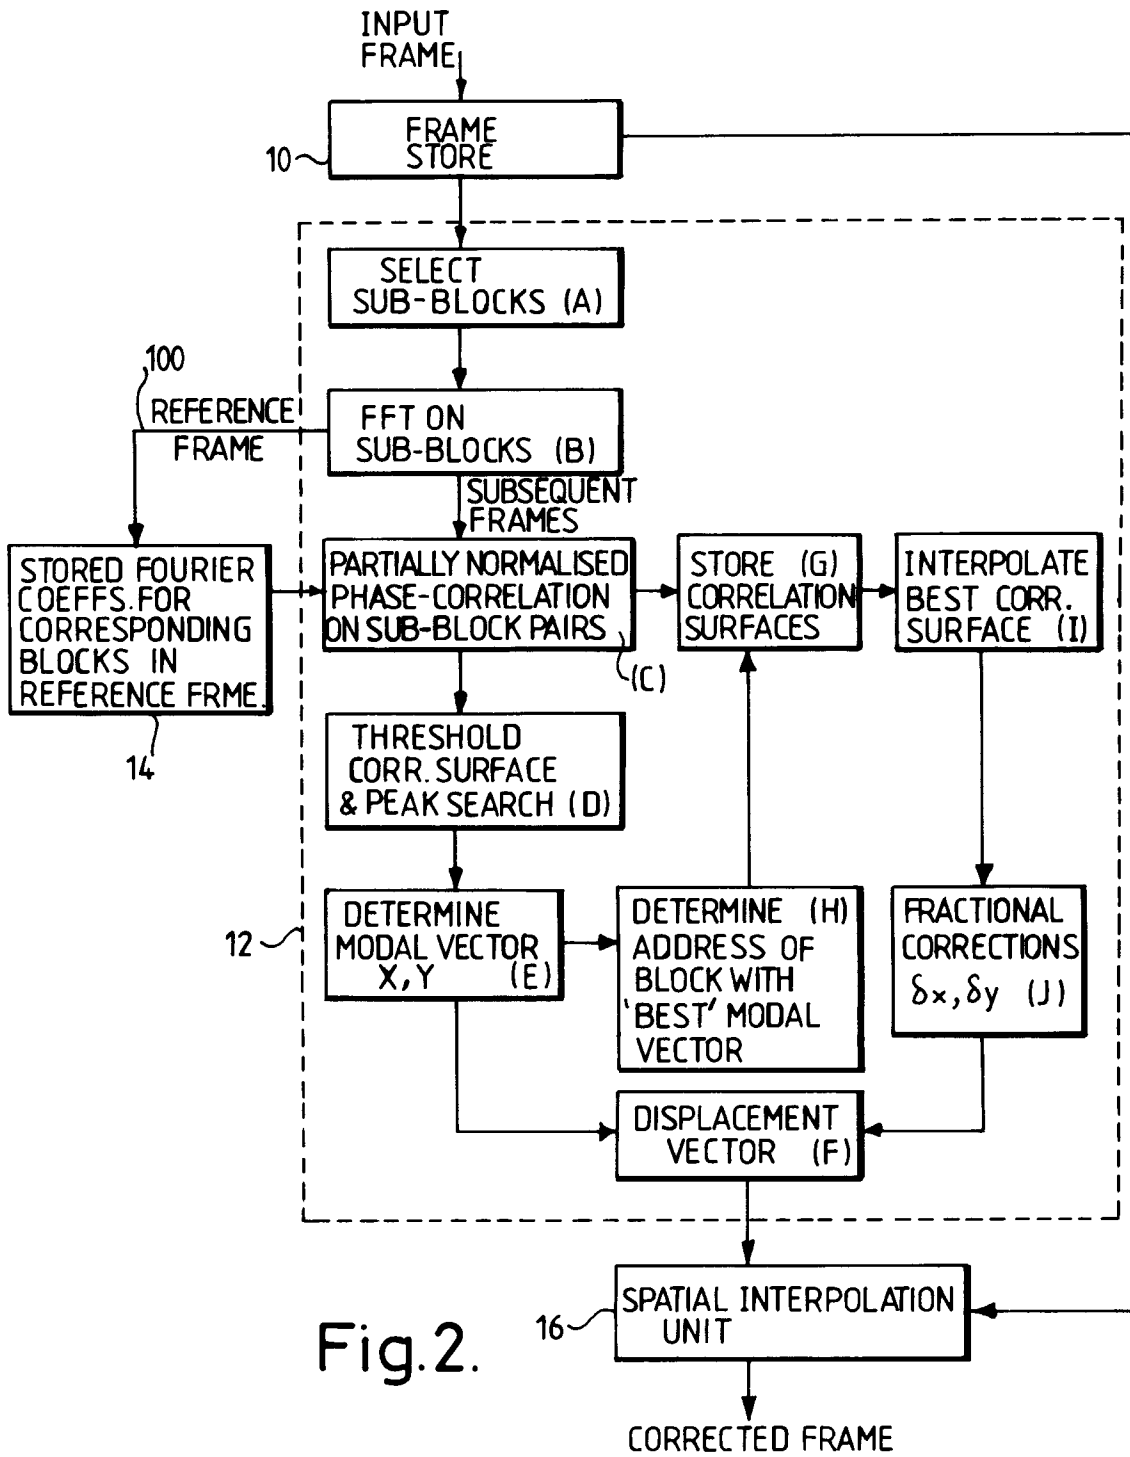 INPUT
FRAME
FRAME
STORE
10
SELECT
SUB-BLOCKS (A)
100
REFERENCE
FRAME
FFT ON
SUB-BLOCKS (B)
SUBSEQUENT
FRAMES
STORED FOURIER
COEFFS. FOR
CORRESPONDING
BLOCKS IN
REFERENCE FRME.
14
PARTIALLY NORMALISED
PHASE-CORRELATION
ON SUB-BLOCK PAIRS
(C)
STORE (G)
CORRELATION
SURFACES
INTERPOLATE
BEST CORR.
SURFACE (I)
THRESHOLD
CORR. SURFACE
& PEAK SEARCH (D)
12
DETERMINE
MODAL VECTOR
X, Y (E)
DETERMINE (H)
ADDRESS OF
BLOCK WITH
'BEST' MODAL
VECTOR
FRACTIONAL
CORRECTIONS
δx, δy (J)
DISPLACEMENT
VECTOR (F)
16
SPATIAL INTERPOLATION
UNIT
Fig.2.
CORRECTED FRAME